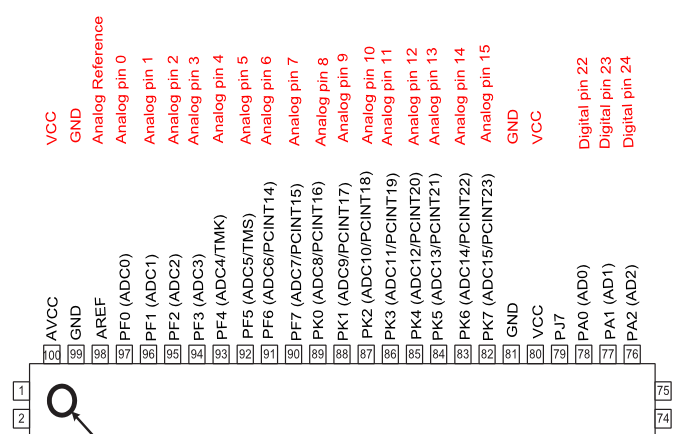 VCC
GND
Analog Reference
Analog pin 0
Analog pin 1
Analog pin 2
Analog pin 3
Analog pin 4
Analog pin 5
Analog pin 6
Analog pin 7
Analog pin 8
Analog pin 9
Analog pin 10
Analog pin 11
Analog pin 12
Analog pin 13
Analog pin 14
Analog pin 15
GND
VCC
Digital pin 22
Digital pin 23
Digital pin 24
AVCC
GND
AREF
PF0 (ADC0)
PF1 (ADC1)
PF2 (ADC2)
PF3 (ADC3)
PF4 (ADC4/TMK)
PF5 (ADC5/TMS)
PF6 (ADC6/PCINT14)
PF7 (ADC7/PCINT15)
PK0 (ADC8/PCINT16)
PK1 (ADC9/PCINT17)
PK2 (ADC10/PCINT18)
PK3 (ADC11/PCINT19)
PK4 (ADC12/PCINT20)
PK5 (ADC13/PCINT21)
PK6 (ADC14/PCINT22)
PK7 (ADC15/PCINT23)
GND
VCC
PJ7
PA0 (AD0)
PA1 (AD1)
PA2 (AD2)
100 99 98 97 96 95 94 93 92 91 90 89 88 87 86 85 84 83 82 81 80 79 78 77 76
1 75
2 74